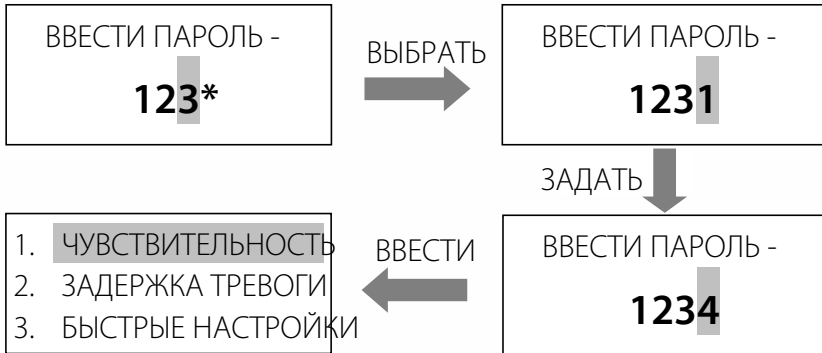 ВВЕСТИ ПАРОЛЬ -
123*
ВЫБРАТЬ
ВВЕСТИ ПАРОЛЬ -
1231
ЗАДАТЬ
ВВЕСТИ ПАРОЛЬ -
1234
ВВЕСТИ
1. ЧУВСТВИТЕЛЬНОСТЬ
2. ЗАДЕРЖКА ТРЕВОГИ
3. БЫСТРЫЕ НАСТРОЙКИ